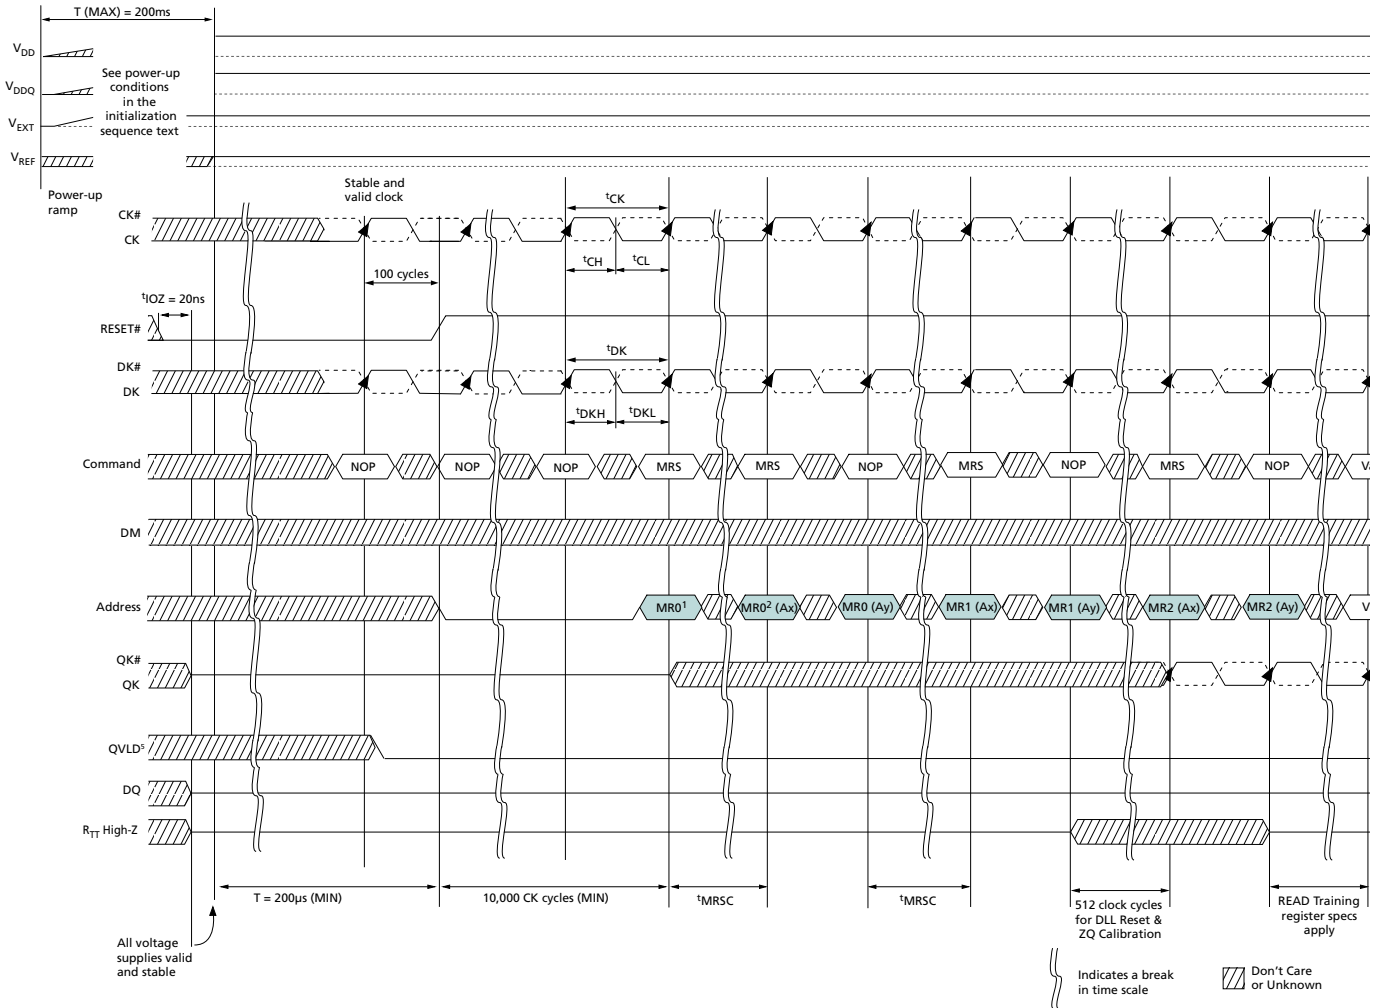 T (MAX) = 200ms
VDD
VDDQ
VEXT
VREF
See power-up
conditions
in the
initialization
sequence text
Power-up
ramp
Stable and
valid clock
CK#
CK
tCK
tCH
tCL
100 cycles
tIOZ = 20ns
RESET#
DK#
DK
tDK
tDKH
tDKL
Command
NOP
NOP
NOP
MRS
MRS
NOP
MRS
NOP
MRS
NOP
DM
Address
MR0¹
MR0² (Ax)
MR0 (Ay)
MR1 (Ax)
MR1 (Ay)
MR2 (Ax)
MR2 (Ay)
V
QK#
QK
QVLD⁵
DQ
RTT High-Z
T = 200µs (MIN)
10,000 CK cycles (MIN)
tMRSC
tMRSC
512 clock cycles
for DLL Reset &
ZQ Calibration
READ Training
register specs
apply
All voltage
supplies valid
and stable
Indicates a break
in time scale
Don't Care
or Unknown